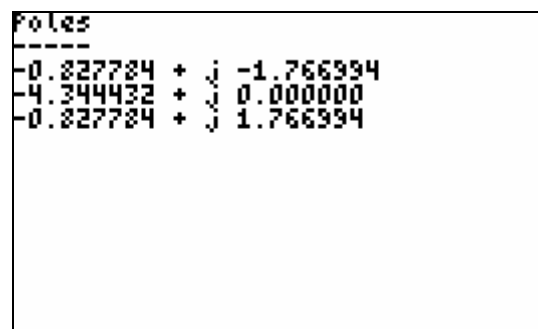 Poles
-----
-0.827784 + j -1.766994
-4.344432 + j 0.000000
-0.827784 + j 1.766994